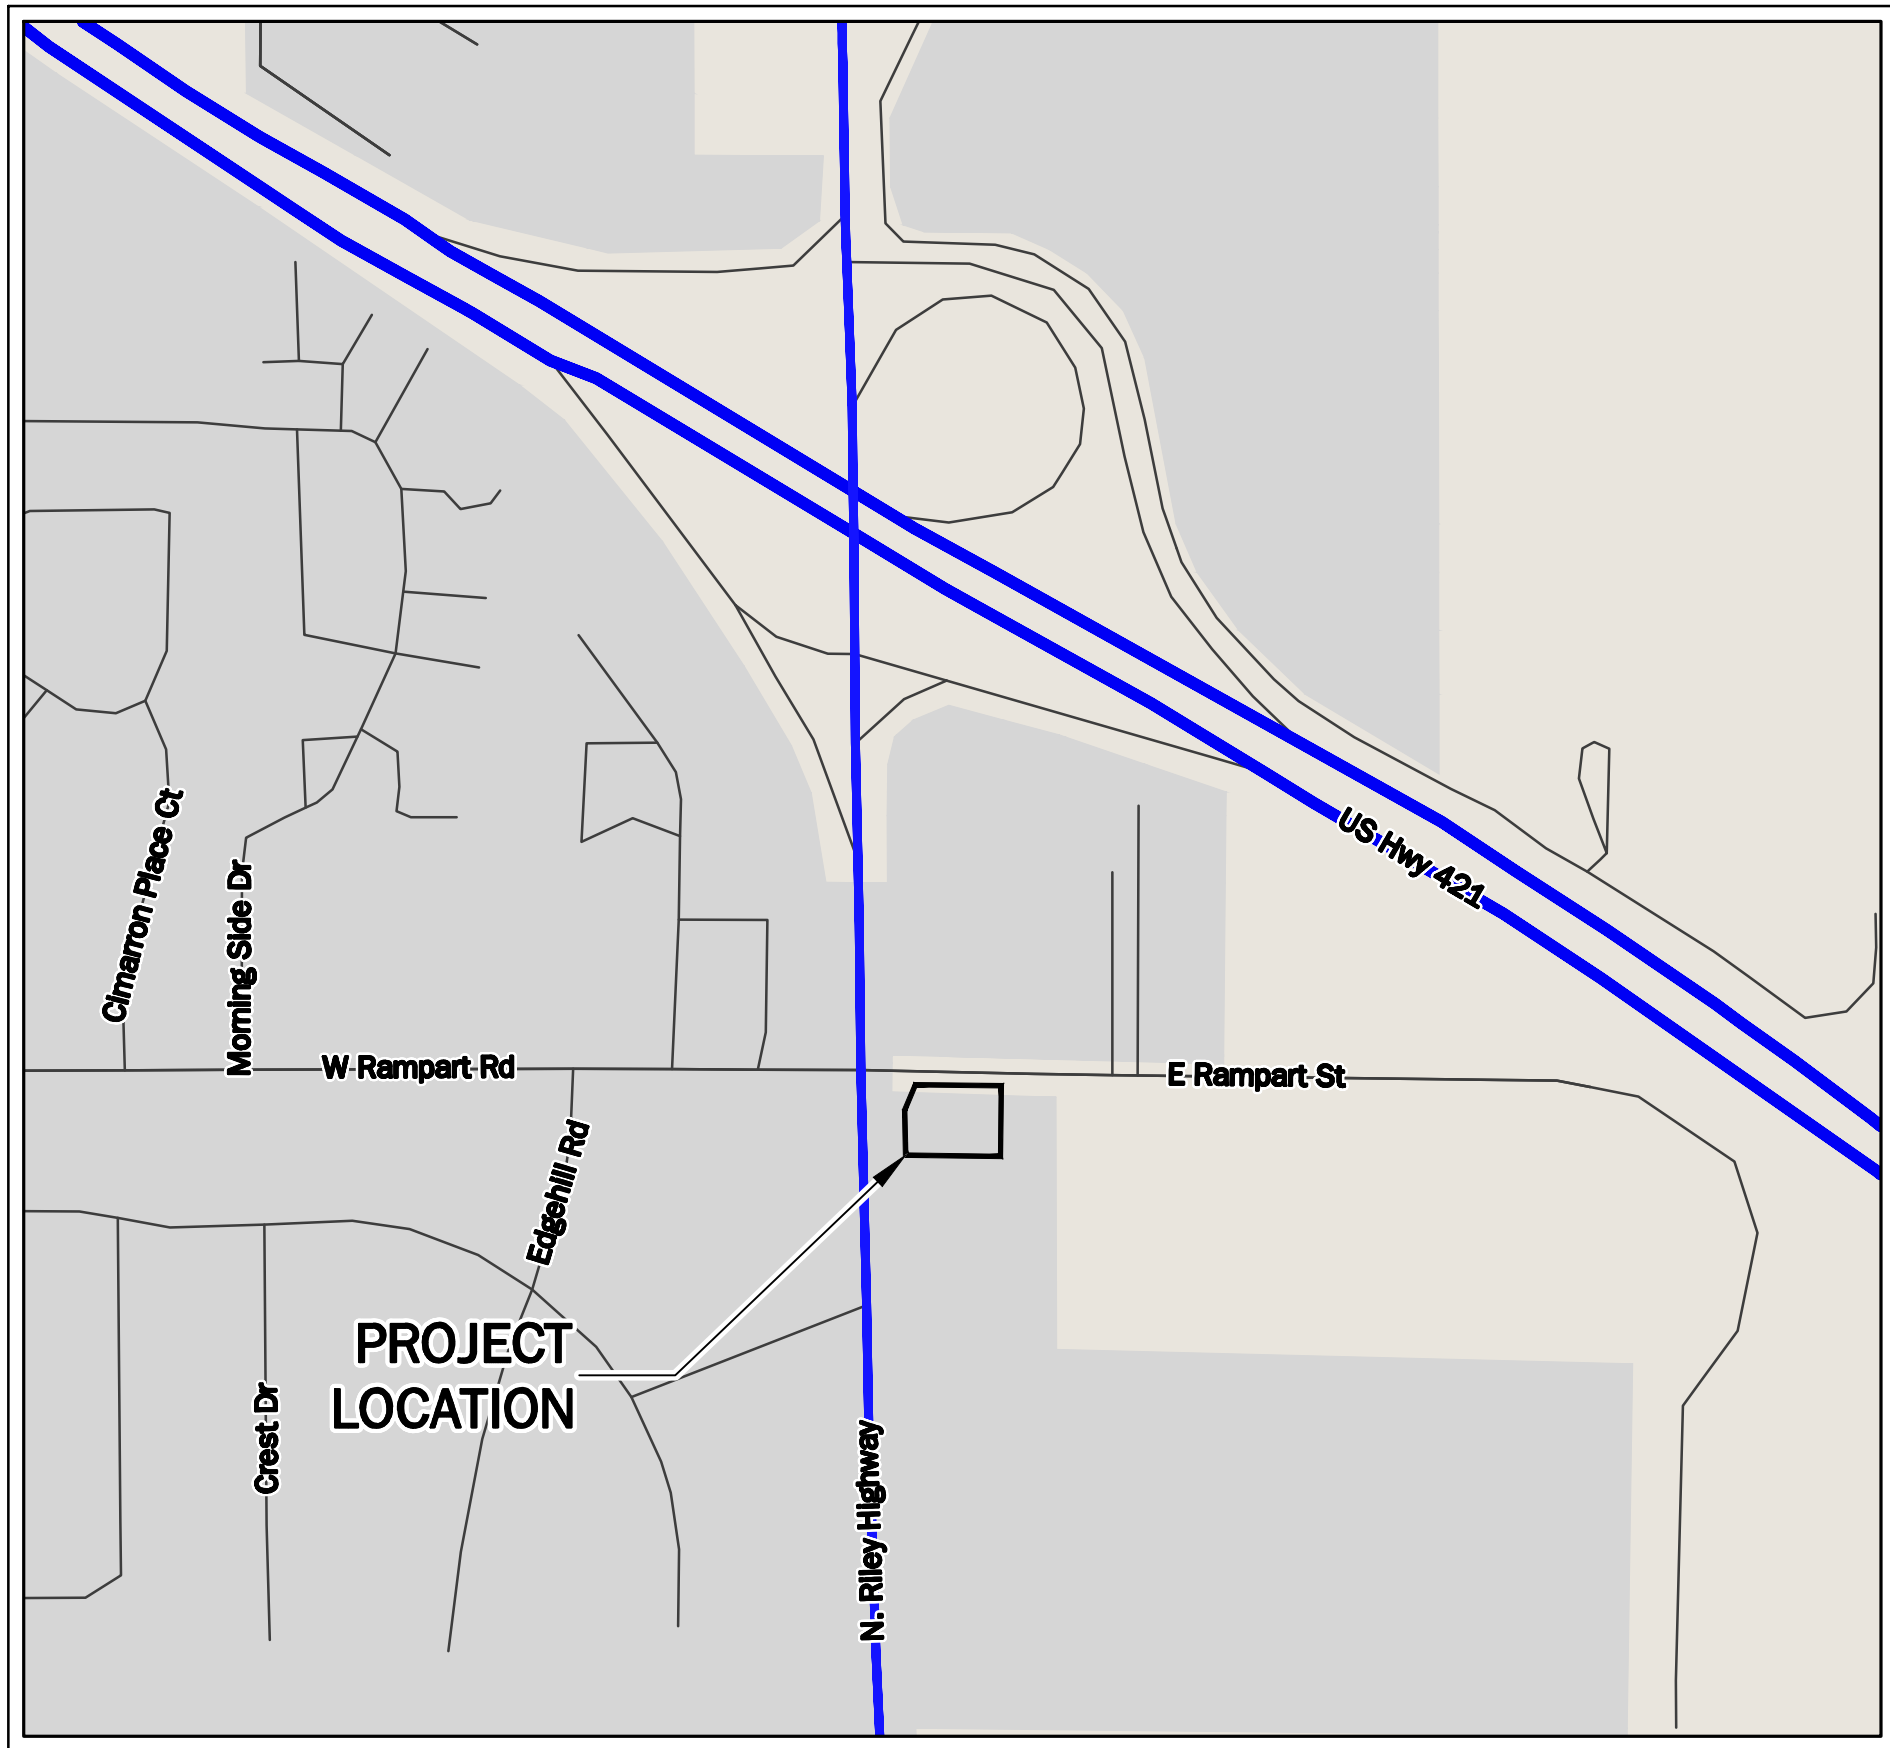 US Hwy 421
Cimarron Place Ct
Morning Side Dr
W Rampart Rd
E Rampart St
Edgehill Rd
PROJECT
LOCATION
Crest Dr
N. Riley Highway